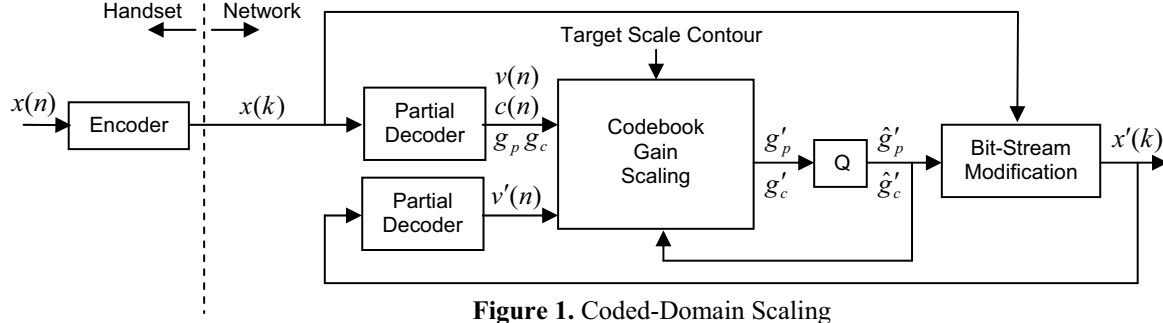 Handset Network
Target Scale Contour
x(n)
Encoder
x(k)
Partial
Decoder
v(n)
c(n)
g_p g_c
Codebook
Gain
Scaling
g'_p
g'_c
Q
ĝ'_p
ĝ'_c
Bit-Stream
Modification
x'(k)
Partial
Decoder
v'(n)
Figure 1. Coded-Domain Scaling